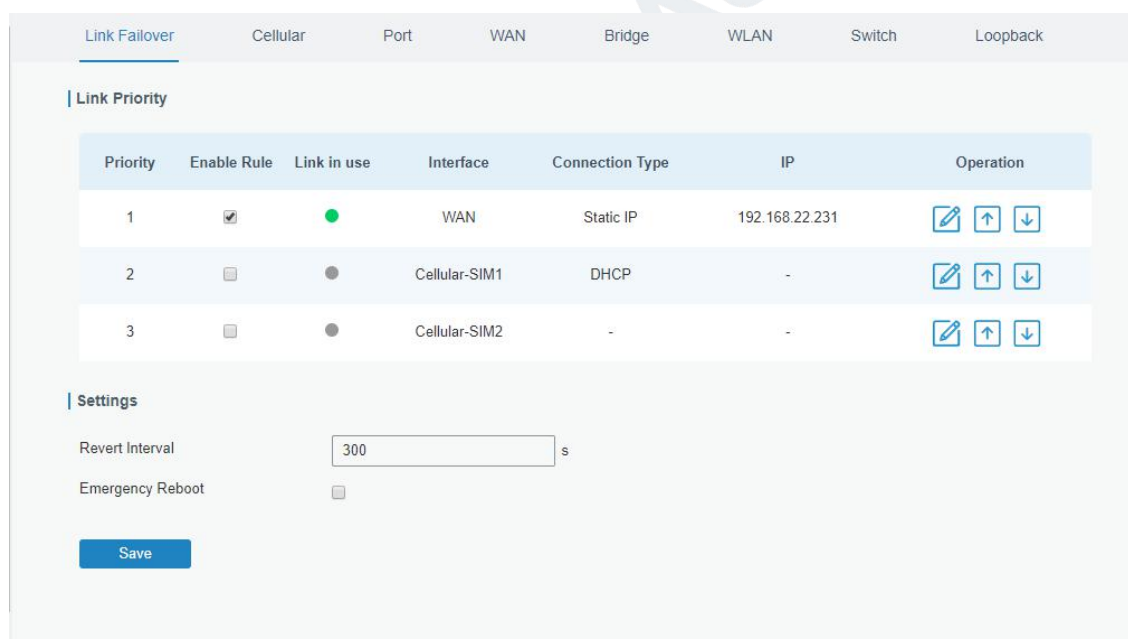 Link Failover Cellular Port WAN Bridge WLAN Switch Loopback
Link Priority
Priority Enable Rule Link in use Interface Connection Type IP Operation
1 WAN Static IP 192.168.22.231
2 Cellular-SIM1 DHCP -
3 Cellular-SIM2 - -
Settings
Revert Interval 300 s
Emergency Reboot
Save